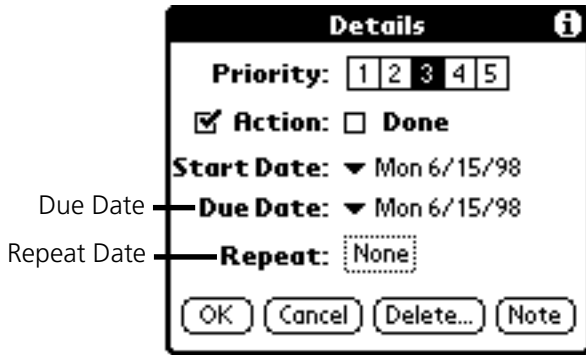 Details i
Priority: 1 2 3 4 5
Action: Done
Start Date: Mon 6/15/98
Due Date Due Date: Mon 6/15/98
Repeat Date Repeat: None
OK Cancel Delete... Note